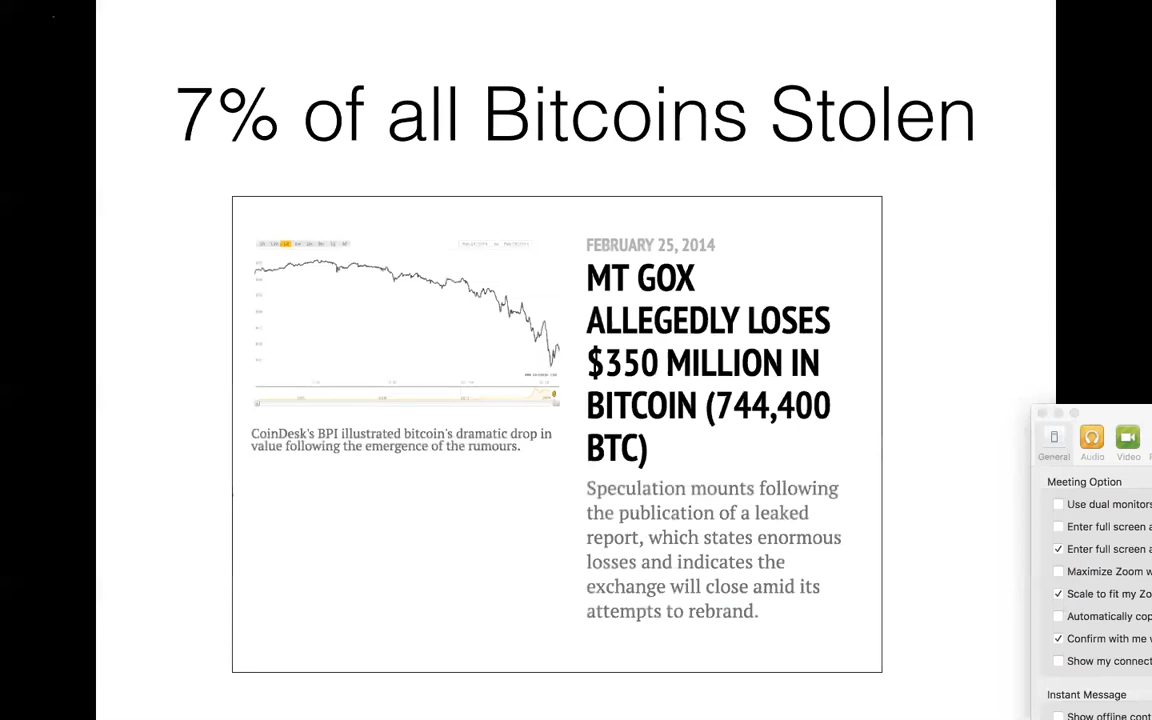 7% of all Bitcoins Stolen
FEBRUARY 25, 2014
MT GOX
ALLEGEDLY LOSES
$350 MILLION IN
BITCOIN (744,400
BTC)
Speculation mounts following
the publication of a leaked
report, which states enormous
losses and indicates the
exchange will close amid its
attempts to rebrand.
CoinDesk's BPI illustrated bitcoin's dramatic drop in
value following the emergence of the rumours.
General Audio Video
Meeting Option
Use dual monitors
Enter full screen a
Enter full screen a
Maximize Zoom w
Scale to fit my Zo
Automatically cop
Confirm with me v
Show my connect
Instant Message
Show offline cont